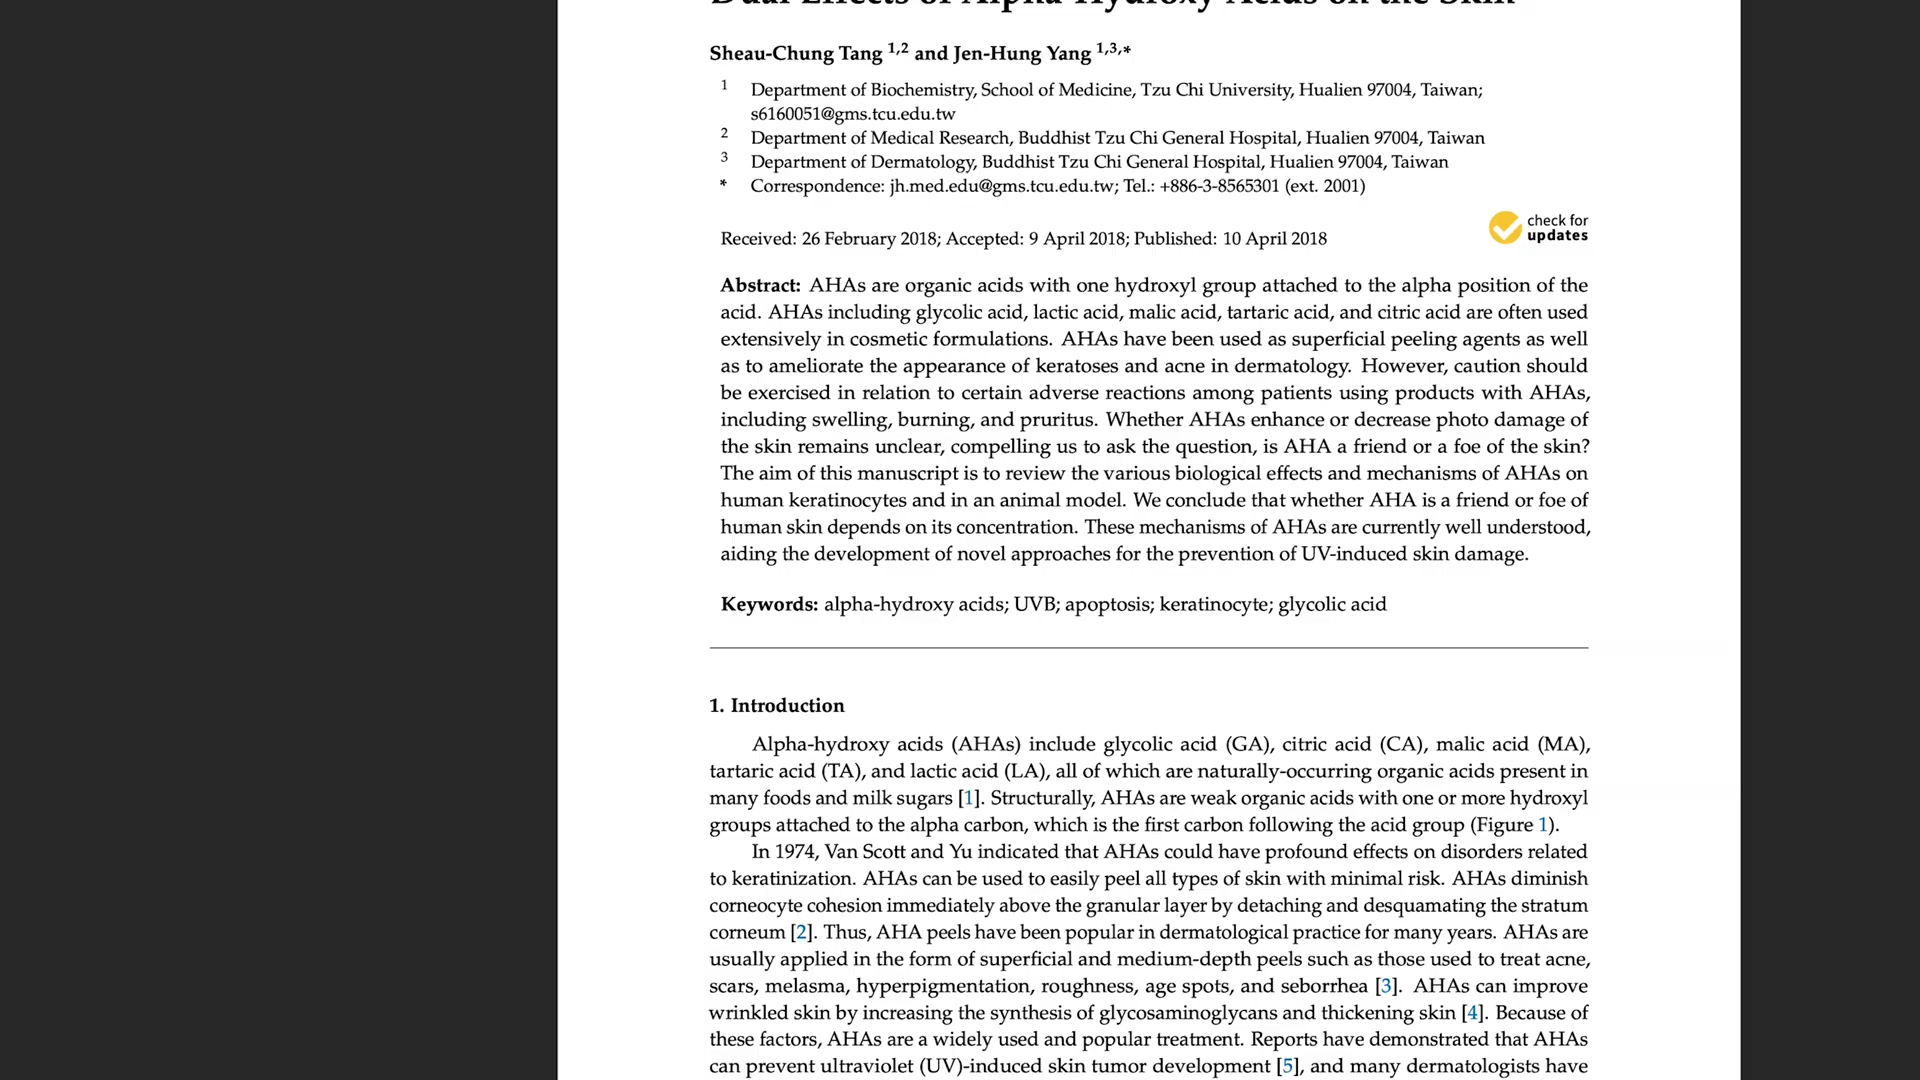 Dual Effects of Alpha-Hydroxy Acids on the Skin
Sheau-Chung Tang 1,2 and Jen-Hung Yang 1,3,*
1 Department of Biochemistry, School of Medicine, Tzu Chi University, Hualien 97004, Taiwan;
s6160051@gms.tcu.edu.tw
2 Department of Medical Research, Buddhist Tzu Chi General Hospital, Hualien 97004, Taiwan
3 Department of Dermatology, Buddhist Tzu Chi General Hospital, Hualien 97004, Taiwan
* Correspondence: jh.med.edu@gms.tcu.edu.tw; Tel.: +886-3-8565301 (ext. 2001)
check for
updates
Received: 26 February 2018; Accepted: 9 April 2018; Published: 10 April 2018
Abstract: AHAs are organic acids with one hydroxyl group attached to the alpha position of the
acid. AHAs including glycolic acid, lactic acid, malic acid, tartaric acid, and citric acid are often used
extensively in cosmetic formulations. AHAs have been used as superficial peeling agents as well
as to ameliorate the appearance of keratoses and acne in dermatology. However, caution should
be exercised in relation to certain adverse reactions among patients using products with AHAs,
including swelling, burning, and pruritus. Whether AHAs enhance or decrease photo damage of
the skin remains unclear, compelling us to ask the question, is AHA a friend or a foe of the skin?
The aim of this manuscript is to review the various biological effects and mechanisms of AHAs on
human keratinocytes and in an animal model. We conclude that whether AHA is a friend or foe of
human skin depends on its concentration. These mechanisms of AHAs are currently well understood,
aiding the development of novel approaches for the prevention of UV-induced skin damage.
Keywords: alpha-hydroxy acids; UVB; apoptosis; keratinocyte; glycolic acid
1. Introduction
Alpha-hydroxy acids (AHAs) include glycolic acid (GA), citric acid (CA), malic acid (MA),
tartaric acid (TA), and lactic acid (LA), all of which are naturally-occurring organic acids present in
many foods and milk sugars [1]. Structurally, AHAs are weak organic acids with one or more hydroxyl
groups attached to the alpha carbon, which is the first carbon following the acid group (Figure 1).
In 1974, Van Scott and Yu indicated that AHAs could have profound effects on disorders related
to keratinization. AHAs can be used to easily peel all types of skin with minimal risk. AHAs diminish
corneocyte cohesion immediately above the granular layer by detaching and desquamating the stratum
corneum [2]. Thus, AHA peels have been popular in dermatological practice for many years. AHAs are
usually applied in the form of superficial and medium-depth peels such as those used to treat acne,
scars, melasma, hyperpigmentation, roughness, age spots, and seborrhea [3]. AHAs can improve
wrinkled skin by increasing the synthesis of glycosaminoglycans and thickening skin [4]. Because of
these factors, AHAs are a widely used and popular treatment. Reports have demonstrated that AHAs
can prevent ultraviolet (UV)-induced skin tumor development [5], and many dermatologists have